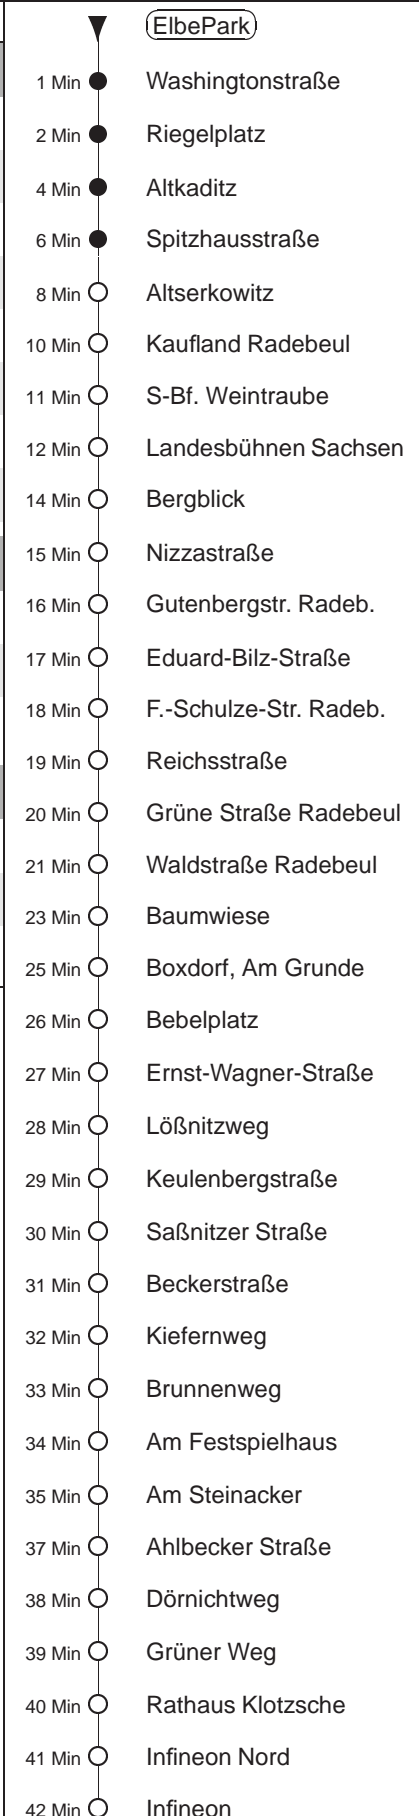 ElbePark
1 Min Washingtonstraße
2 Min Riegelplatz
4 Min Altkaditz
6 Min Spitzhausstraße
8 Min Altserkowitz
10 Min Kaufland Radebeul
11 Min S-Bf. Weintraube
12 Min Landesbühnen Sachsen
14 Min Bergblick
15 Min Nizzastraße
16 Min Gutenbergstr. Radeb.
17 Min Eduard-Bilz-Straße
18 Min F.-Schulze-Str. Radeb.
19 Min Reichsstraße
20 Min Grüne Straße Radebeul
21 Min Waldstraße Radebeul
23 Min Baumwiese
25 Min Boxdorf, Am Grunde
26 Min Bebelplatz
27 Min Ernst-Wagner-Straße
28 Min Lößnitzweg
29 Min Keulenbergstraße
30 Min Saßnitzer Straße
31 Min Beckerstraße
32 Min Kiefernweg
33 Min Brunnenweg
34 Min Am Festspielhaus
35 Min Am Steinacker
37 Min Ahlbecker Straße
38 Min Dörnichtweg
39 Min Grüner Weg
40 Min Rathaus Klotzsche
41 Min Infineon Nord
42 Min Infineon